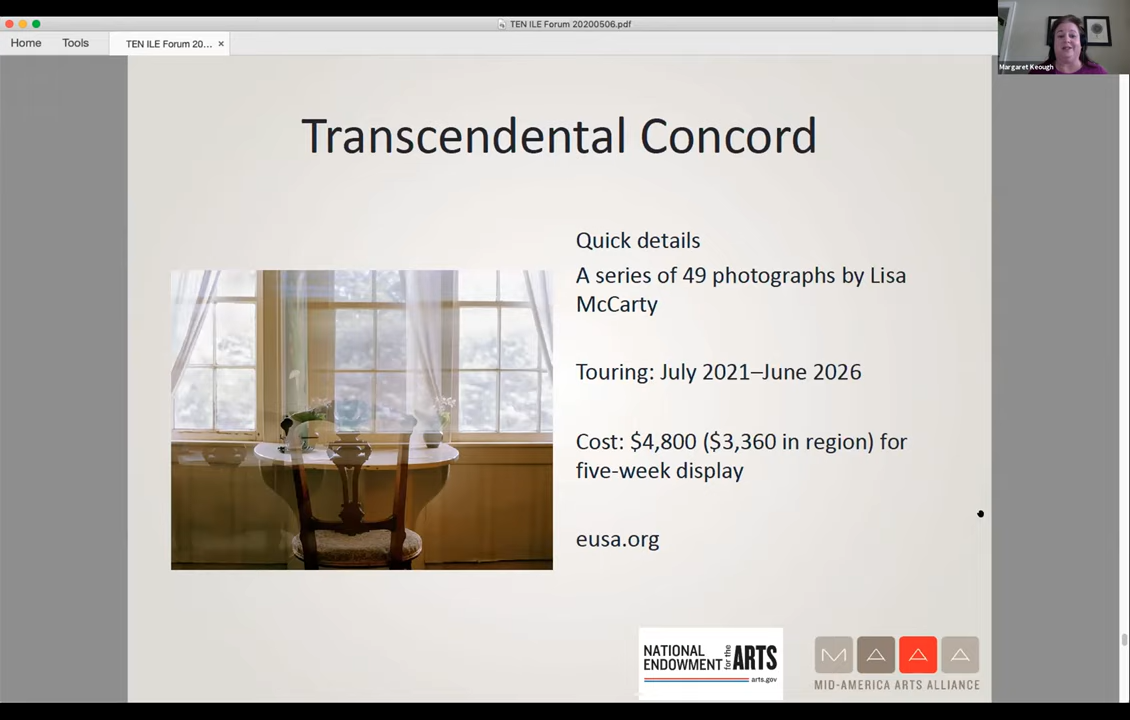 TEN ILE Forum 20200506.pdf
Home
Tools
TEN ILE Forum 20... ×
Margaret Keough
Transcendental Concord
Quick details
A series of 49 photographs by Lisa
McCarty
Touring: July 2021–June 2026
Cost: $4,800 ($3,360 in region) for
five-week display
eusa.org
NATIONAL
ENDOWMENT
for the
ARTS
arts.gov
M A A A
MID-AMERICA ARTS ALLIANCE